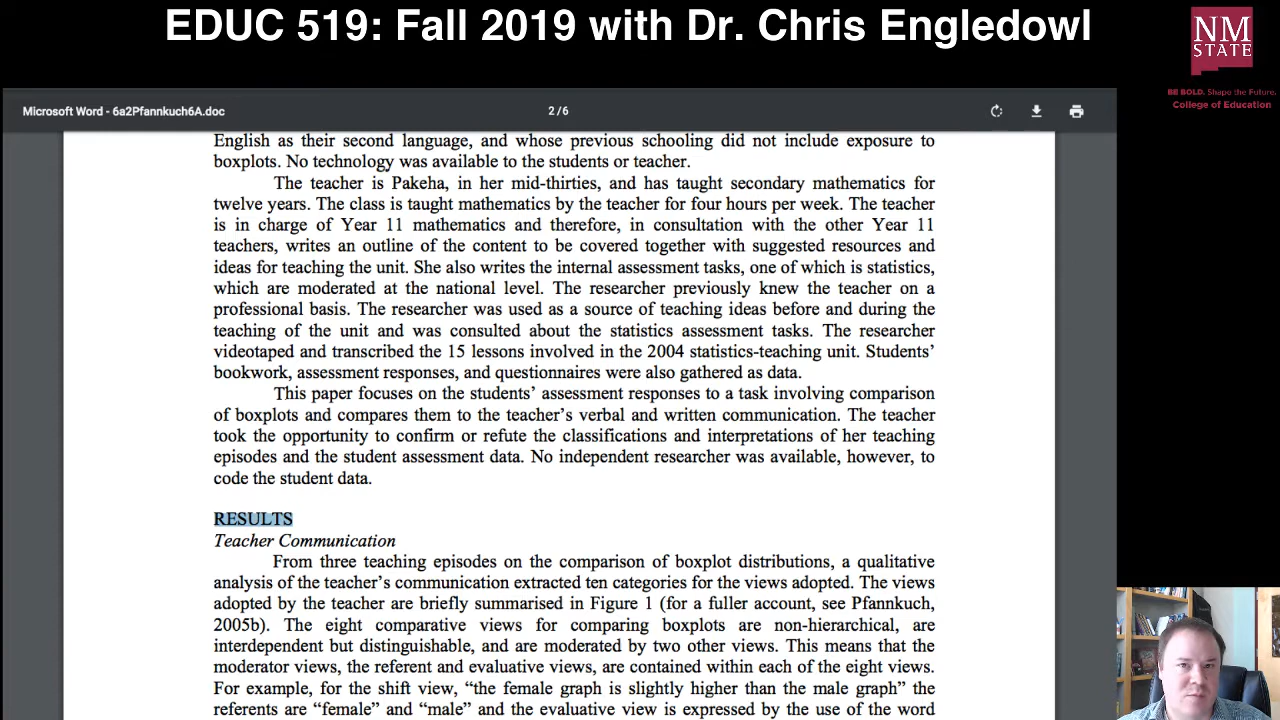 EDUC 519: Fall 2019 with Dr. Chris Engledowl
NM
STATE
BE BOLD. Shape the Future.
College of Education
Microsoft Word - 6a2Pfannkuch6A.doc
2/6
English as their second language, and whose previous schooling did not include exposure to
boxplots. No technology was available to the students or teacher.
The teacher is Pakeha, in her mid-thirties, and has taught secondary mathematics for
twelve years. The class is taught mathematics by the teacher for four hours per week. The teacher
is in charge of Year 11 mathematics and therefore, in consultation with the other Year 11
teachers, writes an outline of the content to be covered together with suggested resources and
ideas for teaching the unit. She also writes the internal assessment tasks, one of which is statistics,
which are moderated at the national level. The researcher previously knew the teacher on a
professional basis. The researcher was used as a source of teaching ideas before and during the
teaching of the unit and was consulted about the statistics assessment tasks. The researcher
videotaped and transcribed the 15 lessons involved in the 2004 statistics-teaching unit. Students’
bookwork, assessment responses, and questionnaires were also gathered as data.
This paper focuses on the students’ assessment responses to a task involving comparison
of boxplots and compares them to the teacher’s verbal and written communication. The teacher
took the opportunity to confirm or refute the classifications and interpretations of her teaching
episodes and the student assessment data. No independent researcher was available, however, to
code the student data.
RESULTS
Teacher Communication
From three teaching episodes on the comparison of boxplot distributions, a qualitative
analysis of the teacher’s communication extracted ten categories for the views adopted. The views
adopted by the teacher are briefly summarised in Figure 1 (for a fuller account, see Pfannkuch,
2005b). The eight comparative views for comparing boxplots are non-hierarchical, are
interdependent but distinguishable, and are moderated by two other views. This means that the
moderator views, the referent and evaluative views, are contained within each of the eight views.
For example, for the shift view, “the female graph is slightly higher than the male graph” the
referents are “female” and “male” and the evaluative view is expressed by the use of the word